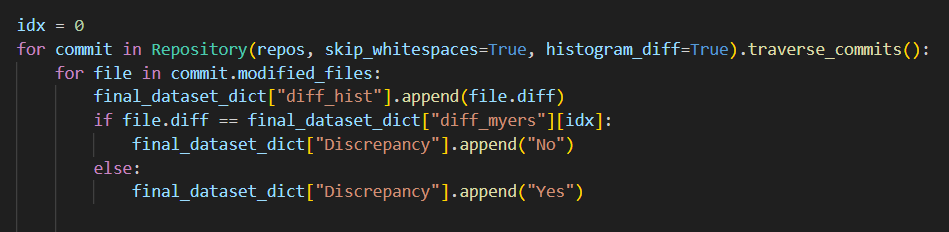 idx = 0
for commit in Repository(repos, skip_whitespaces=True, histogram_diff=True).traverse_commits():
    for file in commit.modified_files:
        final_dataset_dict["diff_hist"].append(file.diff)
        if file.diff == final_dataset_dict["diff_myers"][idx]:
            final_dataset_dict["Discrepancy"].append("No")
        else:
            final_dataset_dict["Discrepancy"].append("Yes")